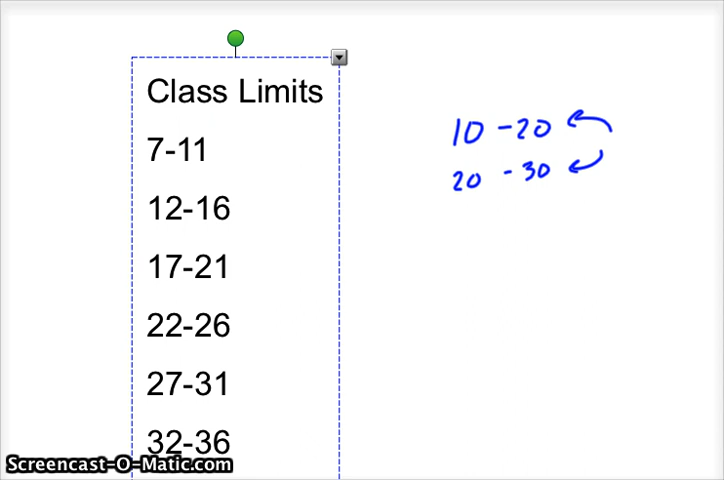 Class Limits
7-11
12-16
17-21
22-26
27-31
32-36
10 - 20
20 - 30
Screencast-O-Matic.com